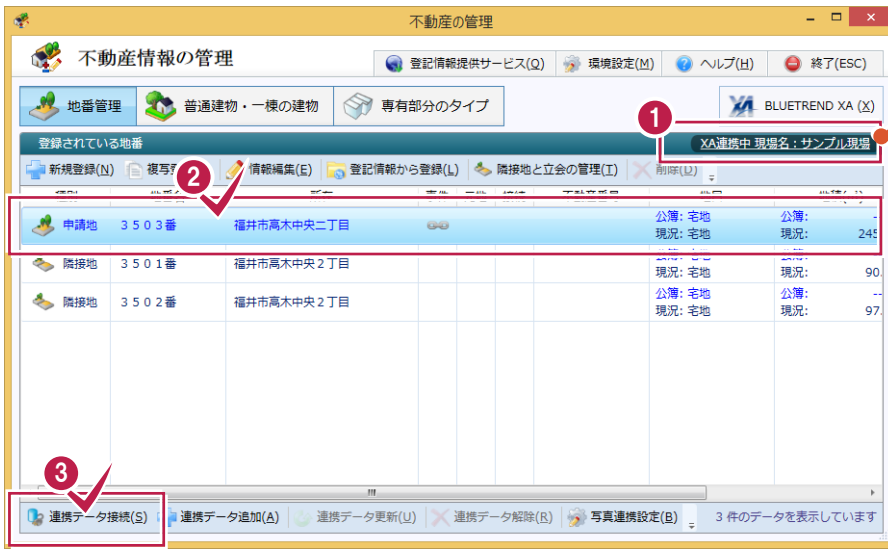 不動産の管理
不動産情報の管理
登記情報提供サービス(Q) 環境設定(M) ヘルプ(H) 終了(ESC)
地番管理 普通建物・一棟の建物 専有部分のタイプ XA BLUETREND XA (X)
1
登録されている地番 XA連携中 現場名：サンプル現場
新規登録(N) 情報編集(E) 登記情報から登録(L) 隣接地と立会の管理(T) 削除(D)
2
申請地 3503番 福井市高木中央二丁目 公簿: 宅地 公簿: --
現況: 宅地 現況: 245
隣接地 3501番 福井市高木中央2丁目
現況: 宅地 現況: 90.
隣接地 3502番 福井市高木中央2丁目 公簿: 宅地 公簿: --
現況: 宅地 現況: 97.
3
連携データ接続(S) 連携データ追加(A) 連携データ更新(U) 連携データ解除(R) 写真連携設定(B) 3 件のデータを表示しています